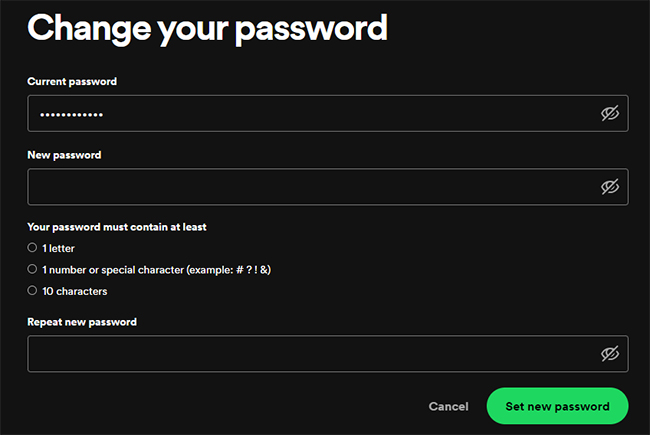 Change your password
Current password
••••••••••••
New password
Your password must contain at least
1 letter
1 number or special character (example: # ? ! &)
10 characters
Repeat new password
Cancel
Set new password